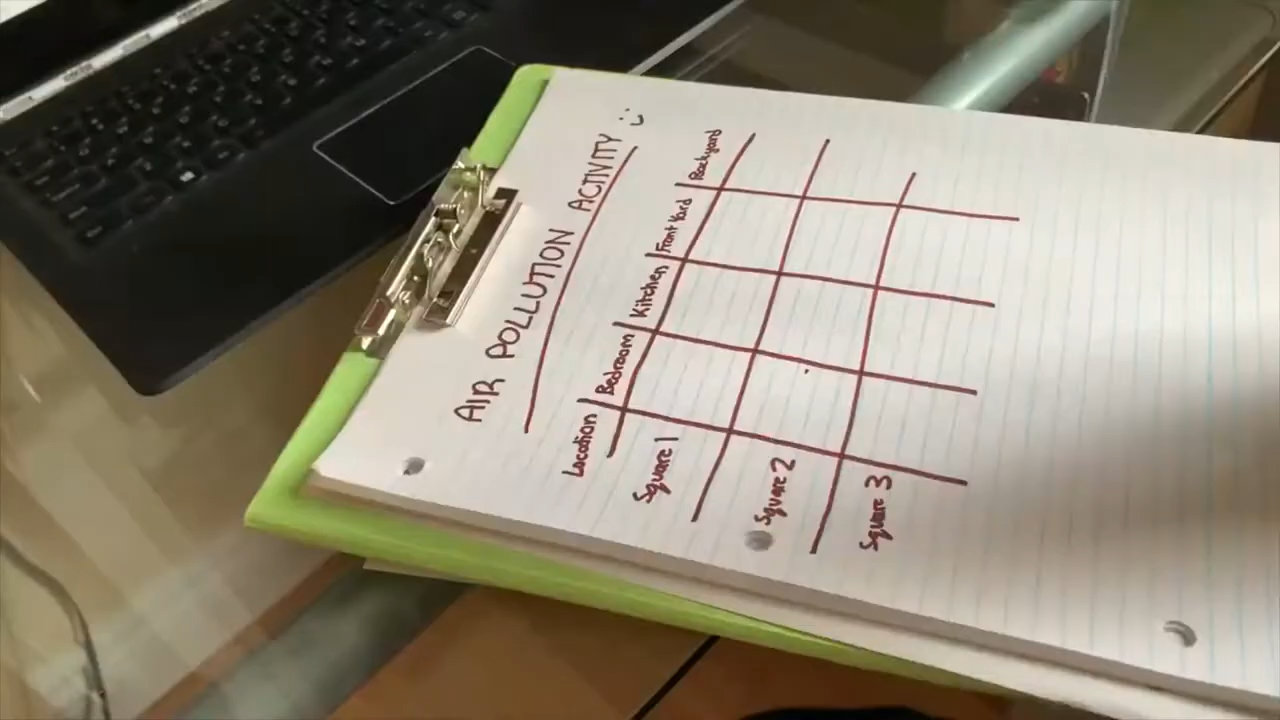 AIR POLLUTION ACTIVITY :)
Location Bedroom Kitchen Front Yard Backyard
Square 1
Square 2
Square 3